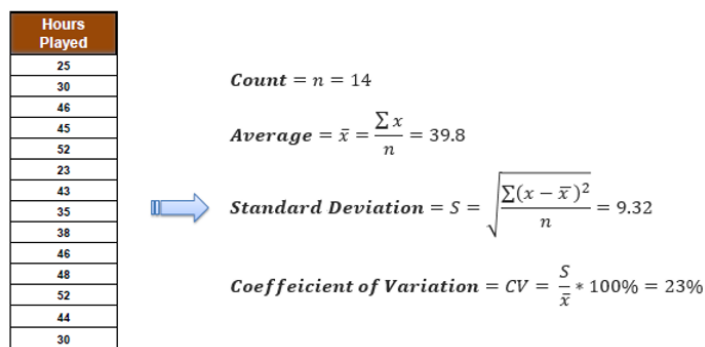 Hours
Played
25
30
46
45
52
23
43
35
38
46
48
52
44
30
Count = n = 14
Average = x̄ = ∑x / n = 39.8
Standard Deviation = S = √(∑(x − x̄)² / n) = 9.32
Coeffeicient of Variation = CV = S / x̄ * 100% = 23%